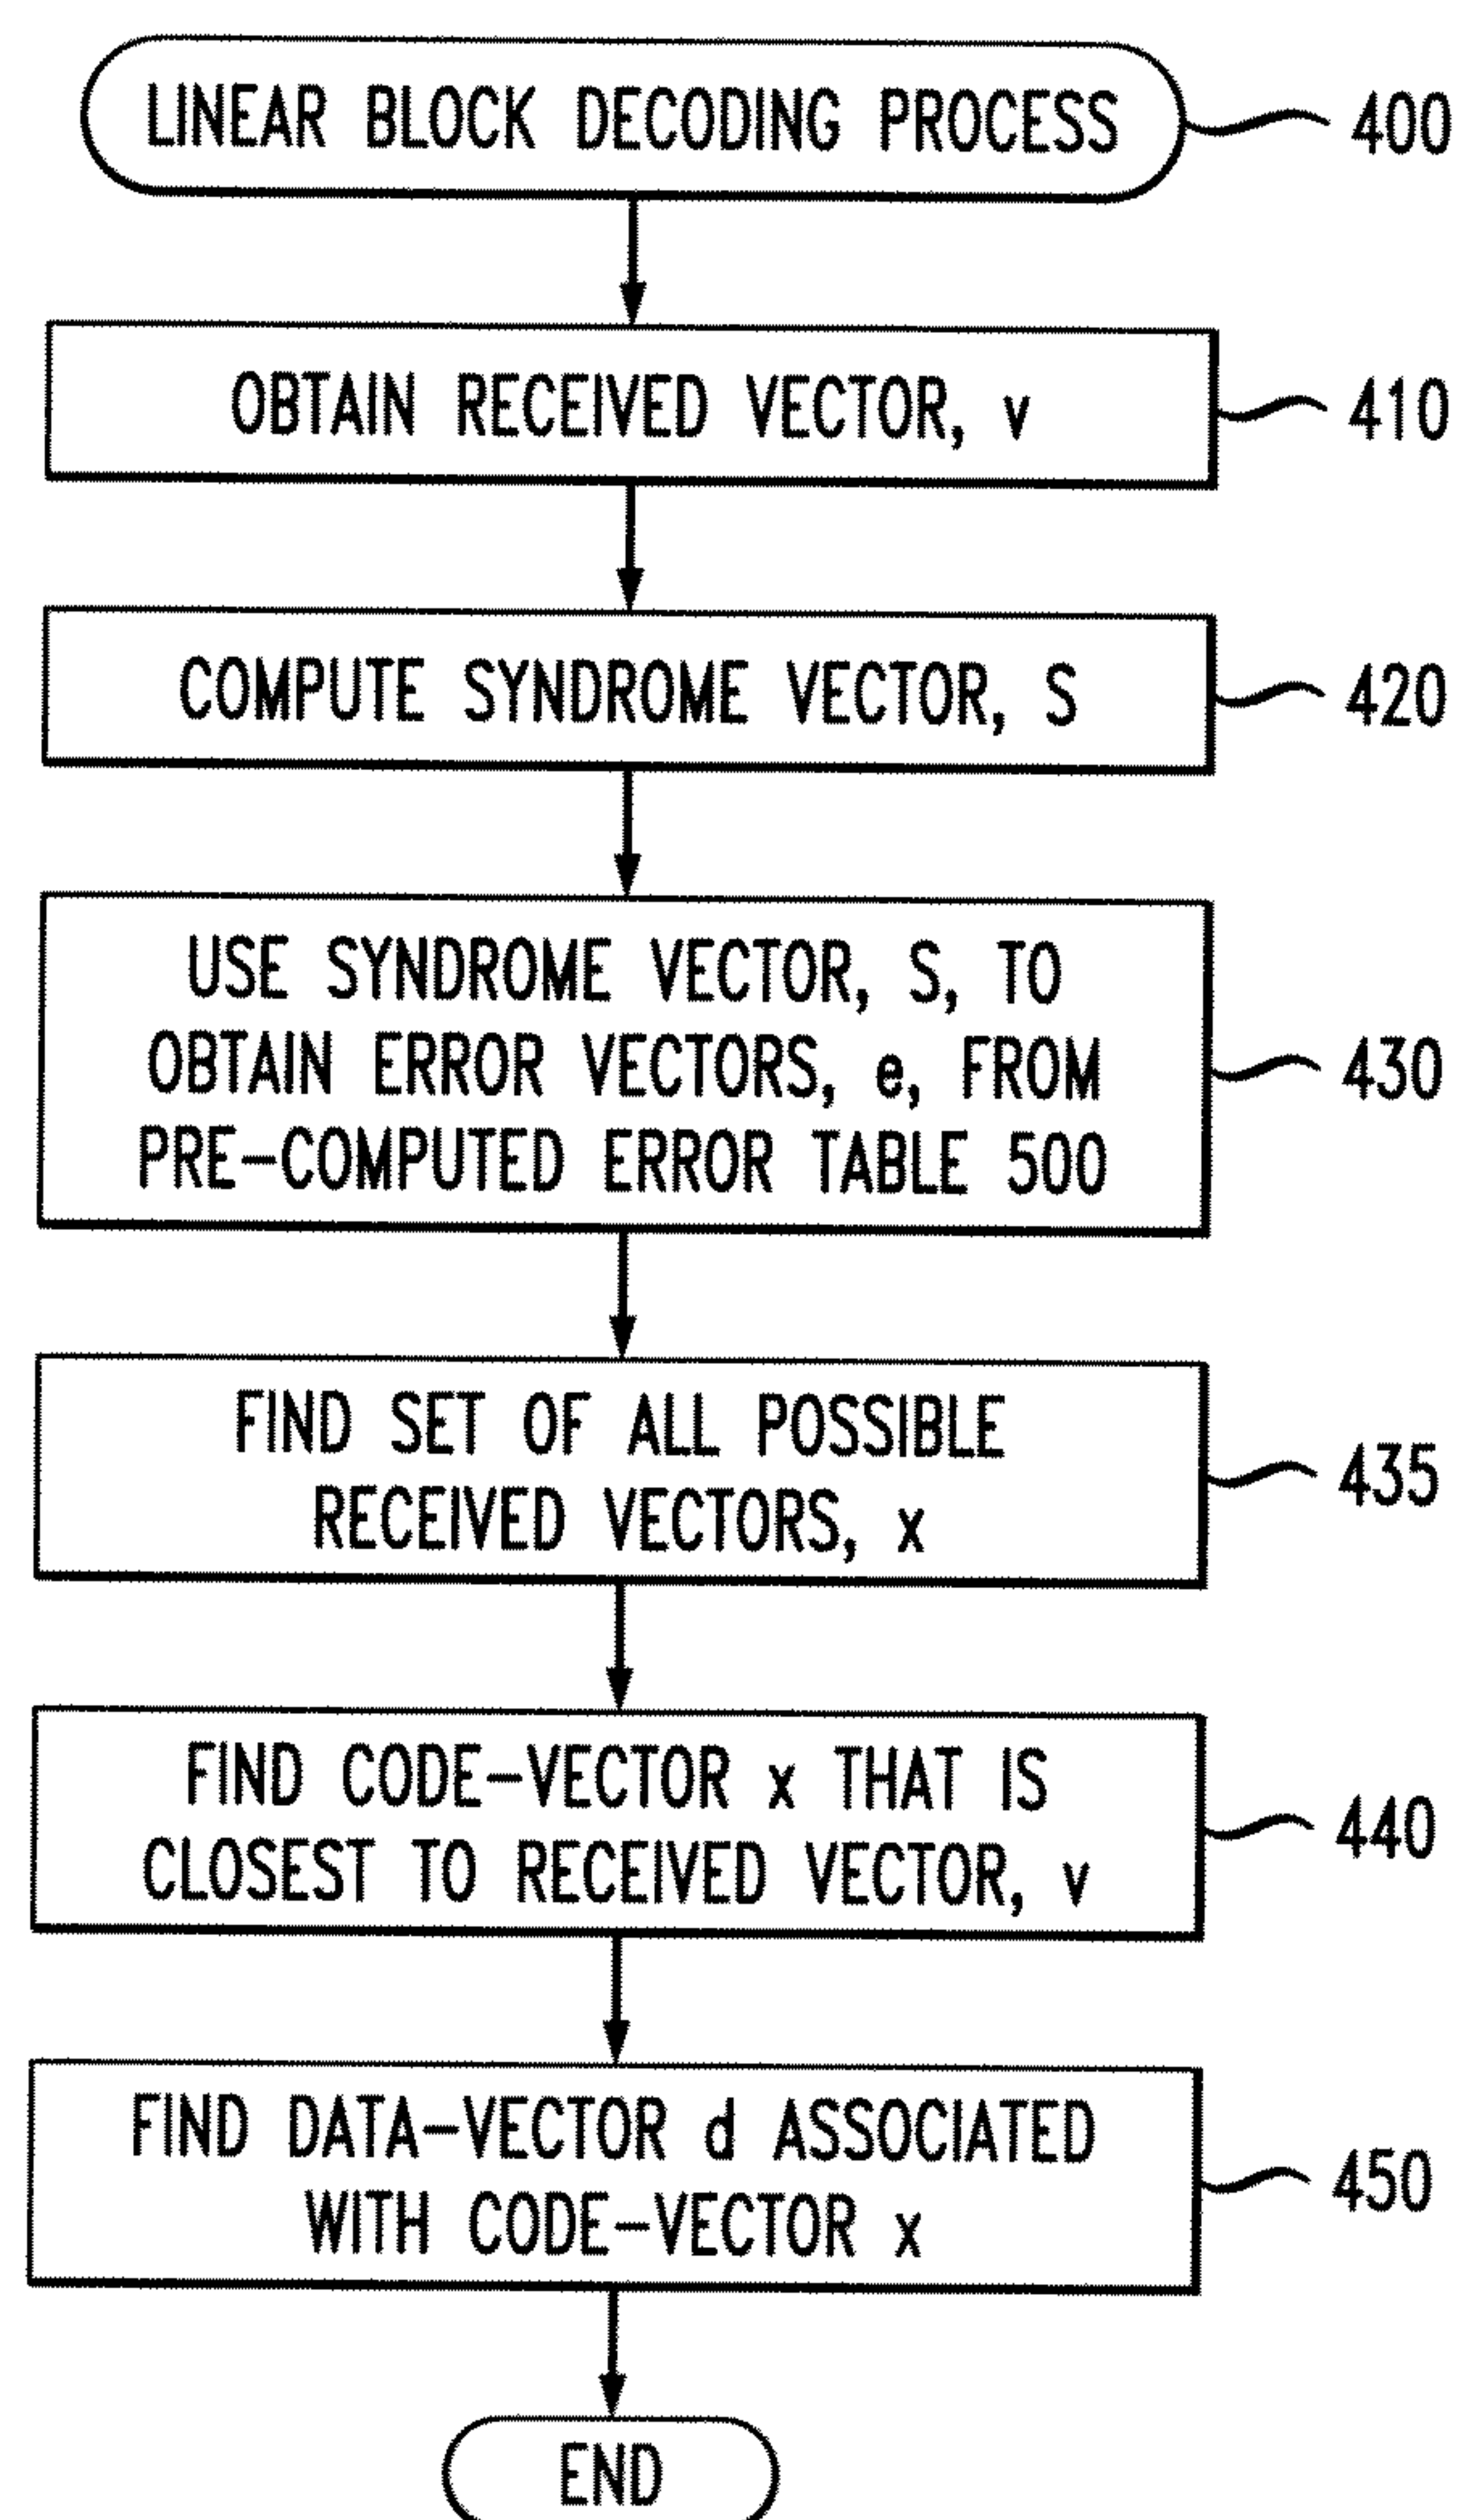 LINEAR BLOCK DECODING PROCESS
400
OBTAIN RECEIVED VECTOR, v
410
COMPUTE SYNDROME VECTOR, S
420
USE SYNDROME VECTOR, S, TO
OBTAIN ERROR VECTORS, e, FROM
PRE-COMPUTED ERROR TABLE 500
430
FIND SET OF ALL POSSIBLE
RECEIVED VECTORS, x
435
FIND CODE-VECTOR x THAT IS
CLOSEST TO RECEIVED VECTOR, v
440
FIND DATA-VECTOR d ASSOCIATED
WITH CODE-VECTOR x
450
END